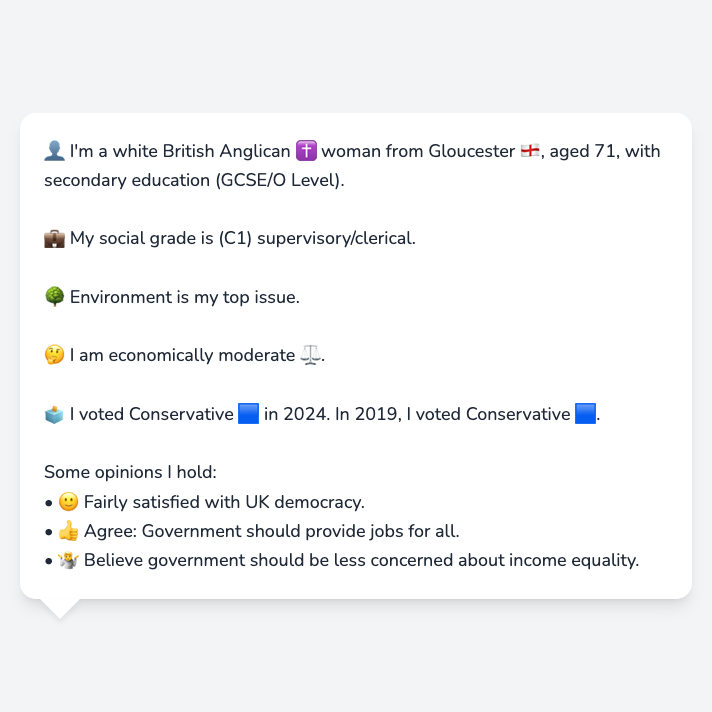 👤 I'm a white British Anglican ✝️ woman from Gloucester 🏴󠁧󠁢󠁥󠁮󠁧󠁿, aged 71, with
secondary education (GCSE/O Level).
💼 My social grade is (C1) supervisory/clerical.
🌳 Environment is my top issue.
🤔 I am economically moderate ⚖️.
🗳️ I voted Conservative 🟦 in 2024. In 2019, I voted Conservative 🟦.
Some opinions I hold:
• 🙂 Fairly satisfied with UK democracy.
• 👍 Agree: Government should provide jobs for all.
• 🤷‍♀️ Believe government should be less concerned about income equality.